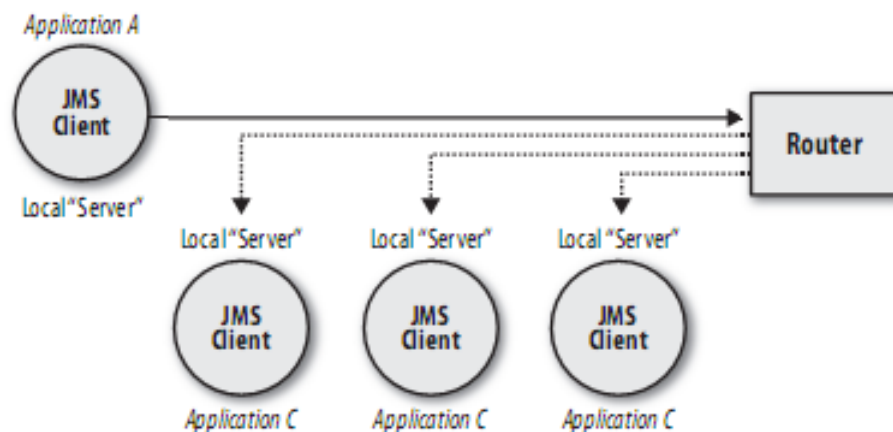 Application A
JMS
Client
Router
Local“Server”
Local“Server” Local“Server” Local“Server”
JMS JMS JMS
Client Client Client
Application C Application C Application C